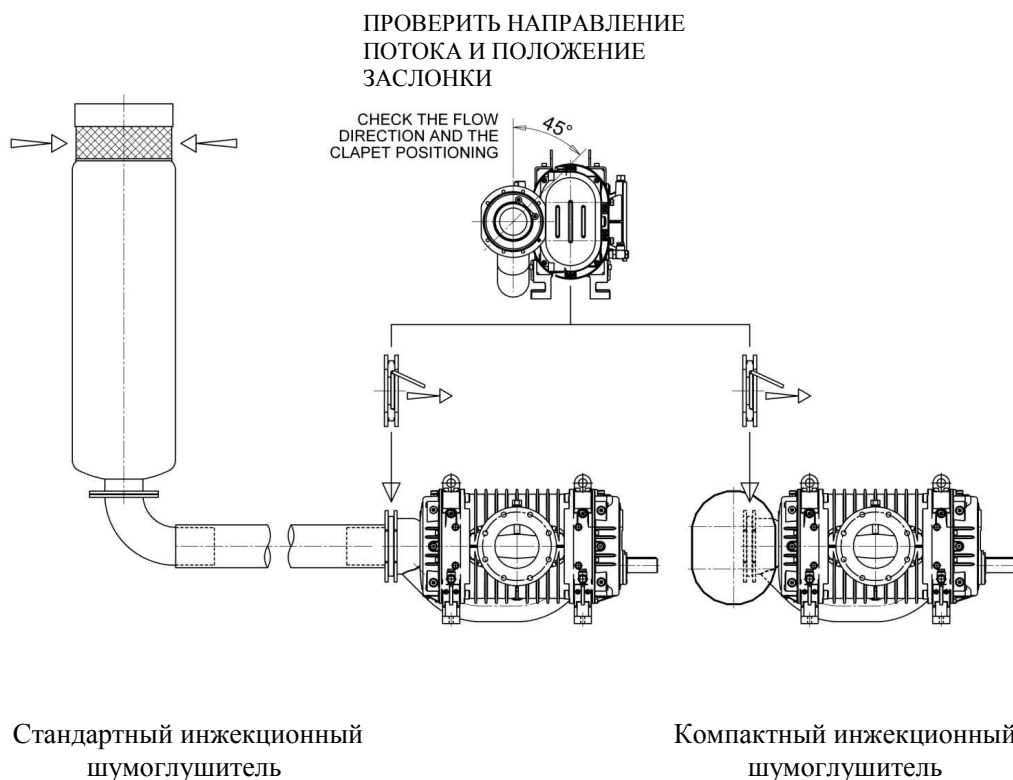 ПРОВЕРИТЬ НАПРАВЛЕНИЕ
ПОТОКА И ПОЛОЖЕНИЕ
ЗАСЛОНКИ
CHECK THE FLOW
DIRECTION AND THE
CLAPET POSITIONING
45°
Стандартный инжекционный
шумоглушитель
Компактный инжекционный
шумоглушитель